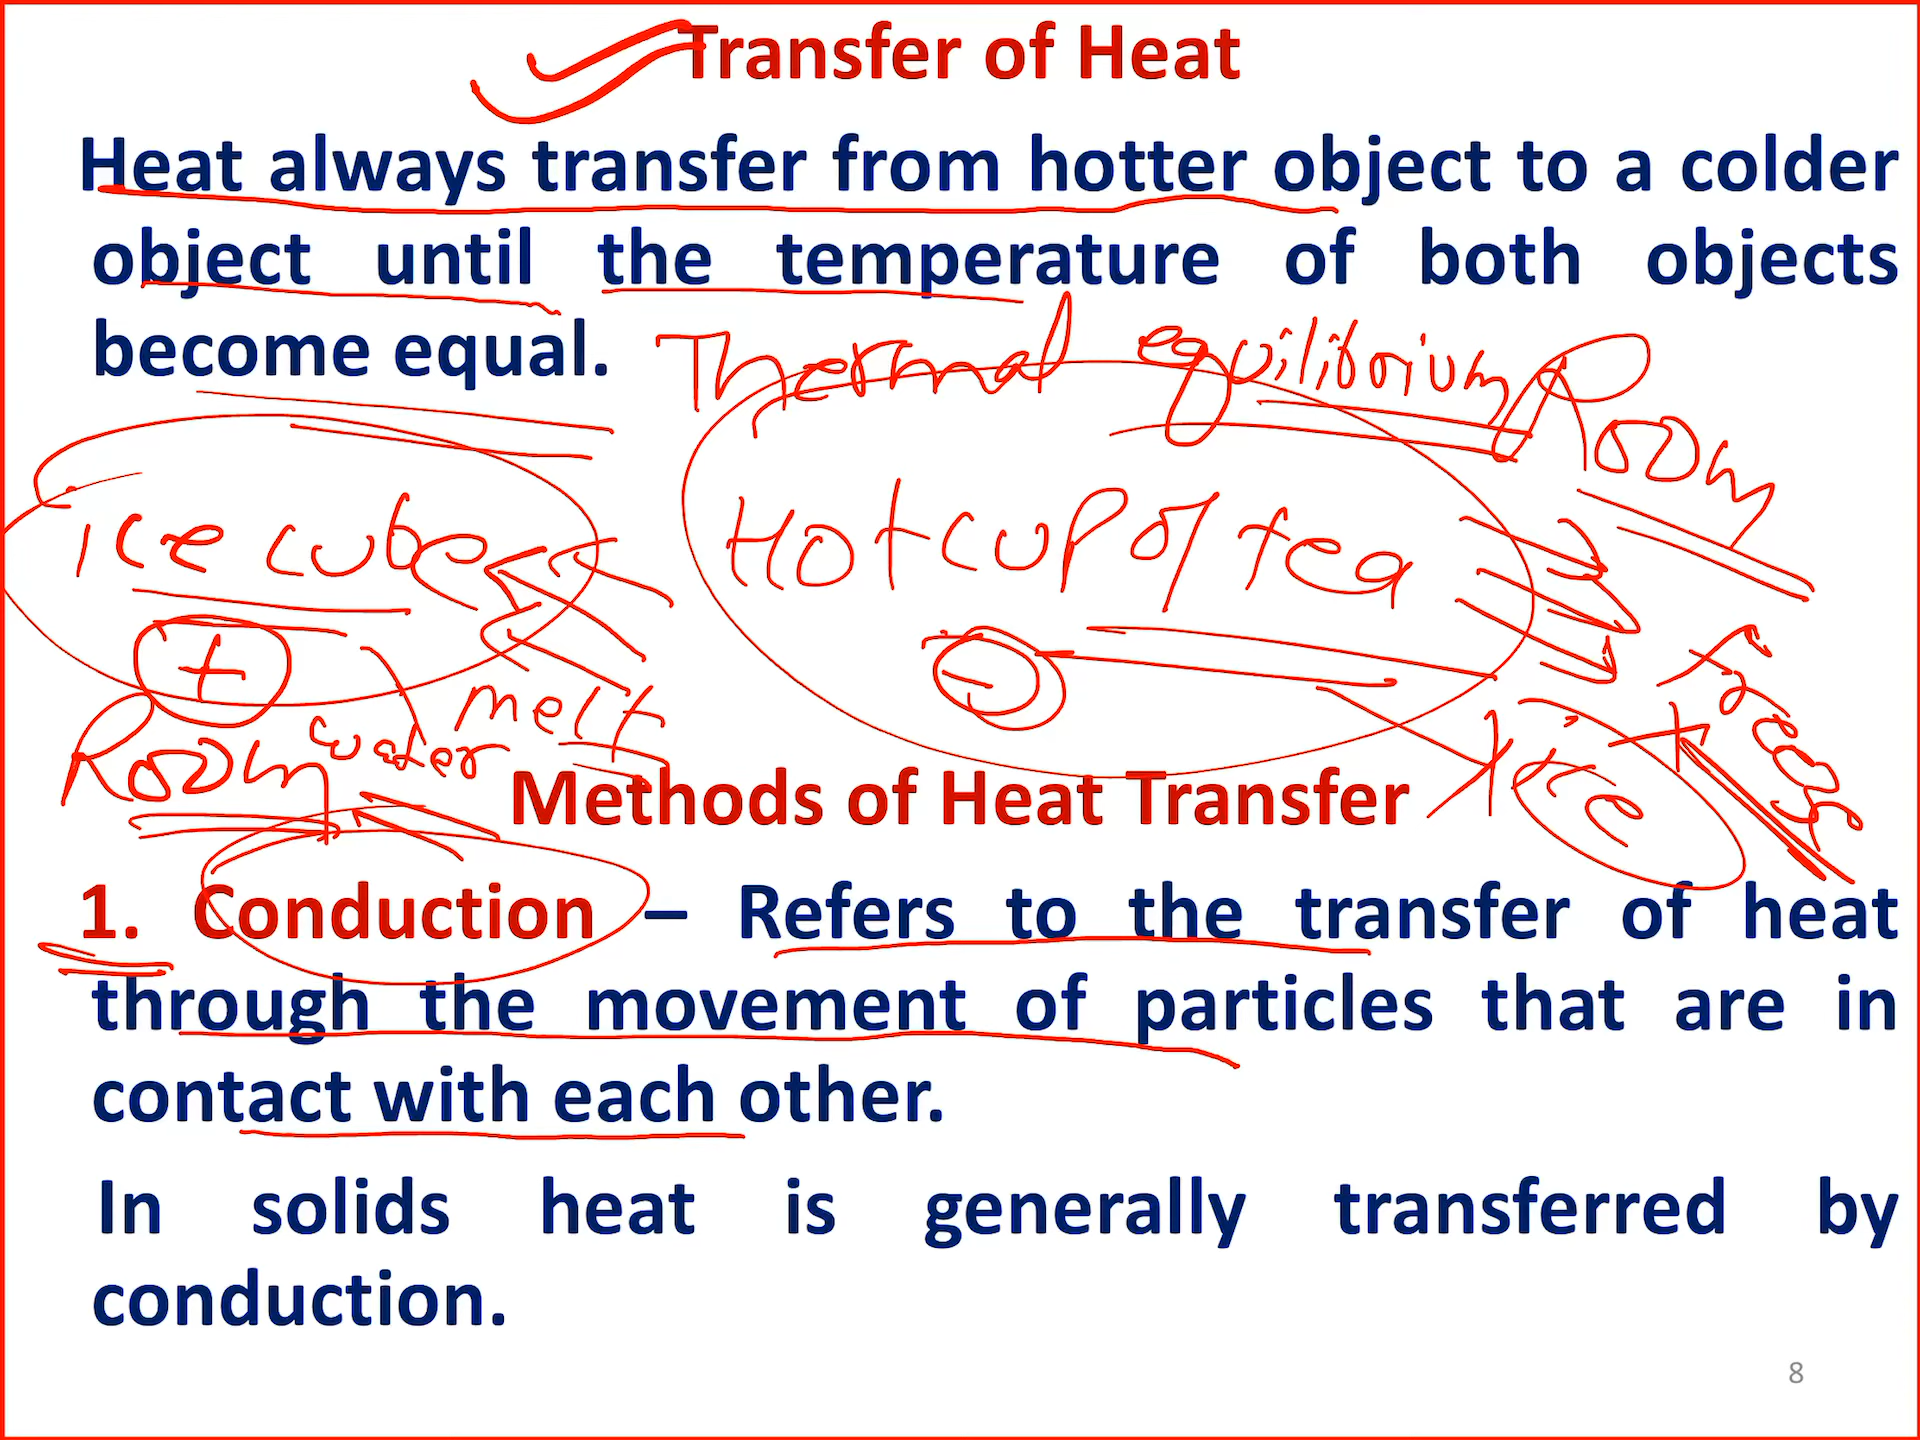 Transfer of Heat
Heat always transfer from hotter object to a colder
object until the temperature of both objects
become equal.
Thermal equilibrium
Room
ice cube
Hot cup of tea
+
-
melt
Room
water
ice
freeze
Methods of Heat Transfer
1. Conduction – Refers to the transfer of heat
through the movement of particles that are in
contact with each other.
In solids heat is generally transferred by
conduction.
8